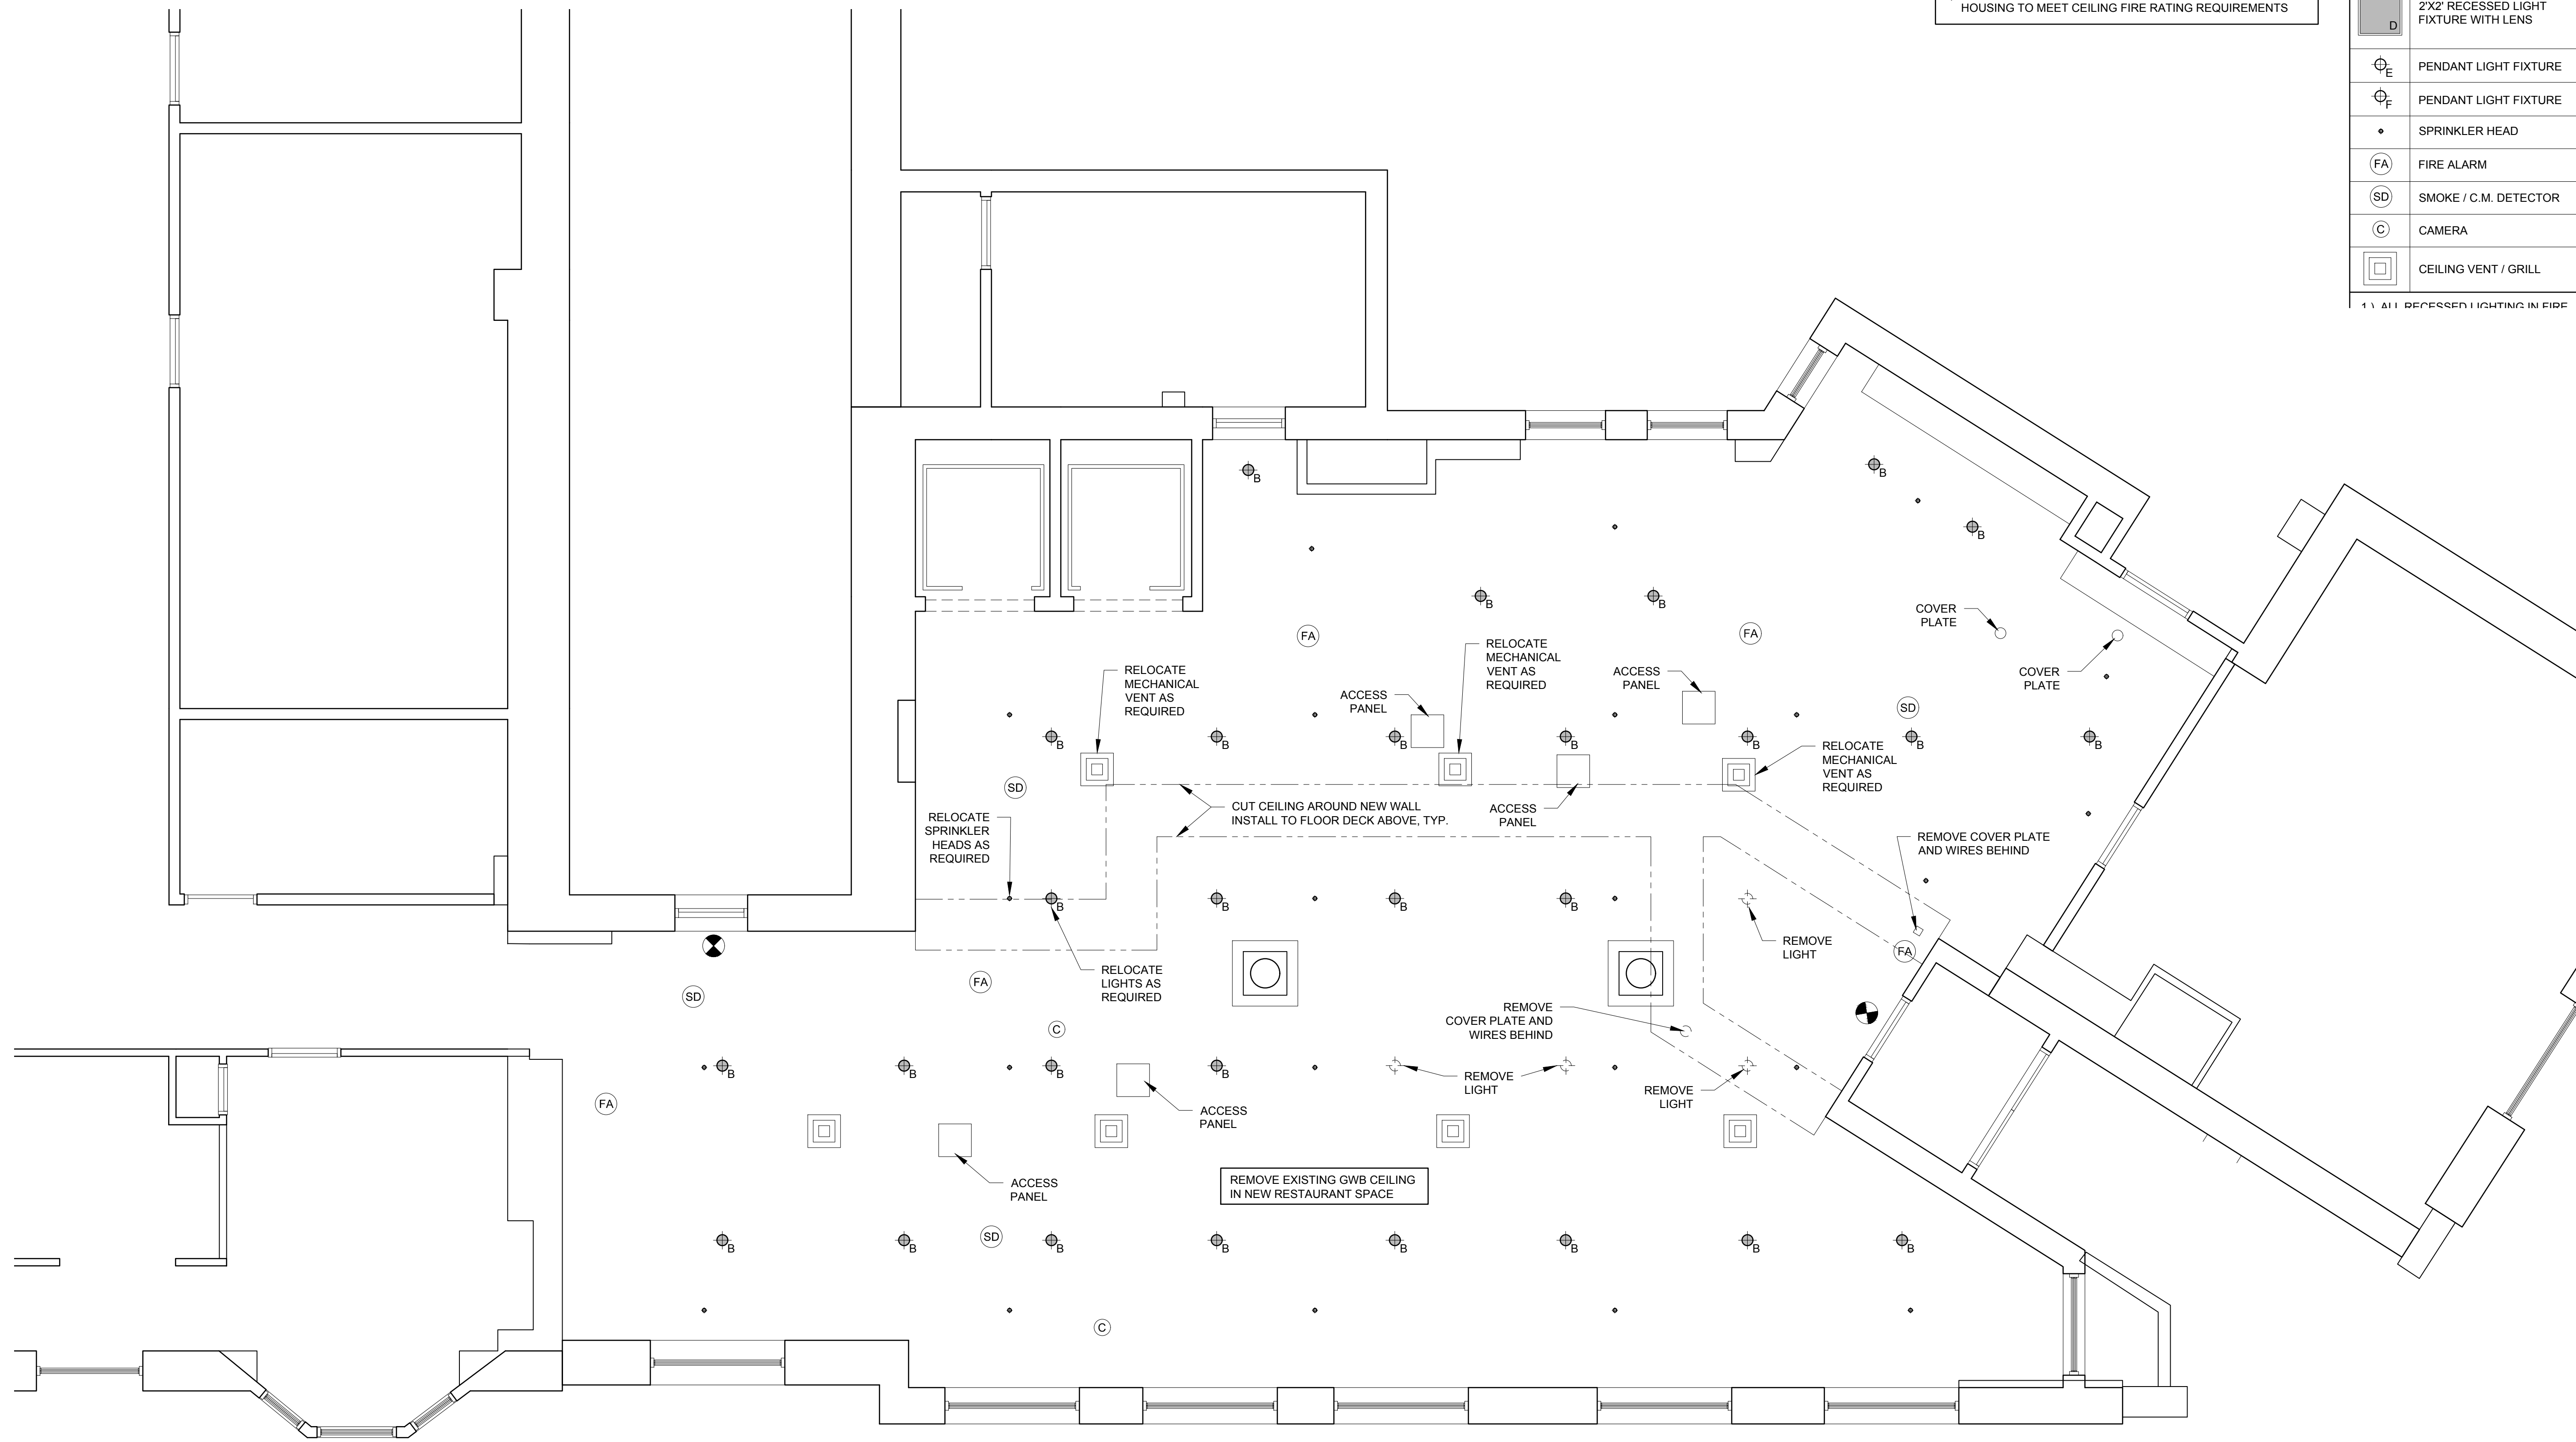 HOUSING TO MEET CEILING FIRE RATING REQUIREMENTS
D
2'X2' RECESSED LIGHT
FIXTURE WITH LENS
E
PENDANT LIGHT FIXTURE
F
PENDANT LIGHT FIXTURE
SPRINKLER HEAD
FA
FIRE ALARM
SD
SMOKE / C.M. DETECTOR
C
CAMERA
CEILING VENT / GRILL
1.) ALL RECESSED LIGHTING IN FIRE
B
B
B
B
B
COVER
PLATE
COVER
PLATE
FA
FA
RELOCATE
MECHANICAL
VENT AS
REQUIRED
RELOCATE
MECHANICAL
VENT AS
REQUIRED
ACCESS
PANEL
ACCESS
PANEL
SD
B
B
B
B
B
B
B
RELOCATE
MECHANICAL
VENT AS
REQUIRED
SD
CUT CEILING AROUND NEW WALL
INSTALL TO FLOOR DECK ABOVE, TYP.
ACCESS
PANEL
RELOCATE
SPRINKLER
HEADS AS
REQUIRED
REMOVE COVER PLATE
AND WIRES BEHIND
B
B
B
B
REMOVE
LIGHT
FA
RELOCATE
LIGHTS AS
REQUIRED
FA
SD
REMOVE
COVER PLATE AND
WIRES BEHIND
C
B
B
B
B
REMOVE
LIGHT
REMOVE
LIGHT
FA
ACCESS
PANEL
ACCESS
PANEL
REMOVE EXISTING GWB CEILING
IN NEW RESTAURANT SPACE
SD
B
B
B
B
B
B
B
B
C